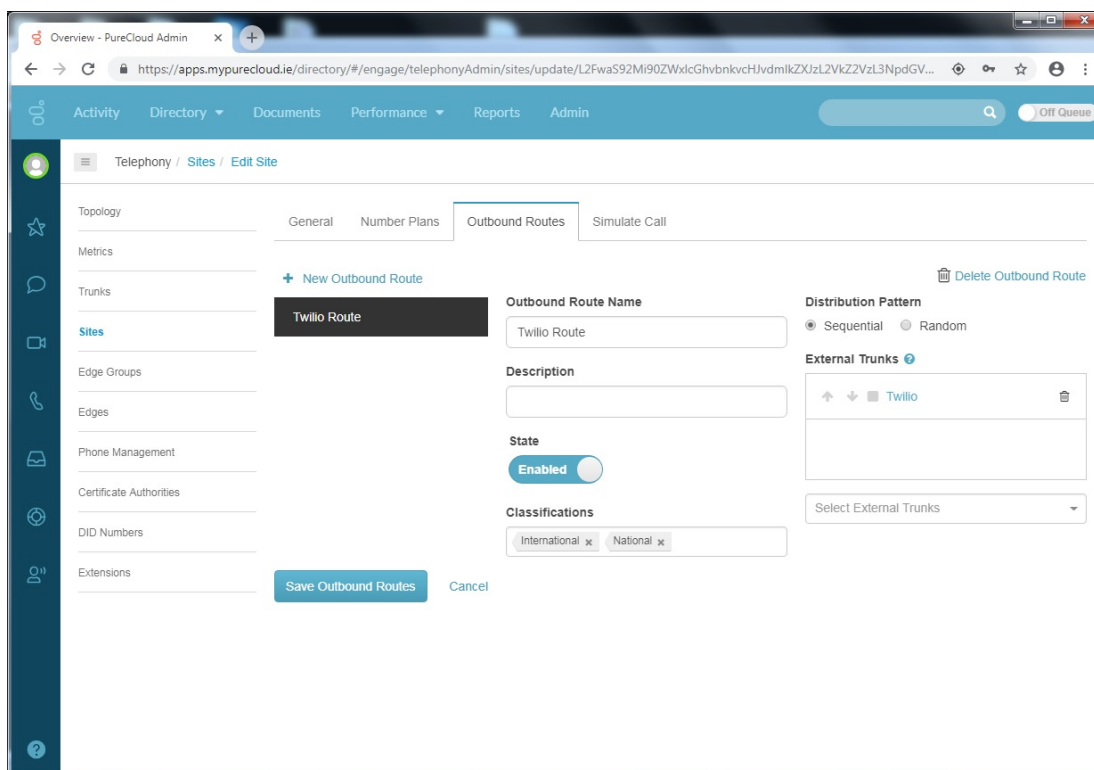 Overview - PureCloud Admin
https://apps.mypurecloud.ie/directory/#/engage/telephonyAdmin/sites/update/L2FwaS92Mi90ZWxlcGhvbnkvcHJvdmlkZXJzL2VkZ2VzL3NpdGV...
Activity Directory Documents Performance Reports Admin Off Queue
Telephony / Sites / Edit Site
Topology
Metrics
Trunks
Sites
Edge Groups
Edges
Phone Management
Certificate Authorities
DID Numbers
Extensions
General Number Plans Outbound Routes Simulate Call
+ New Outbound Route
Delete Outbound Route
Twilio Route
Outbound Route Name
Twilio Route
Description
State
Enabled
Classifications
International x National x
Distribution Pattern
Sequential Random
External Trunks ?
Twilio
Select External Trunks
Save Outbound Routes Cancel